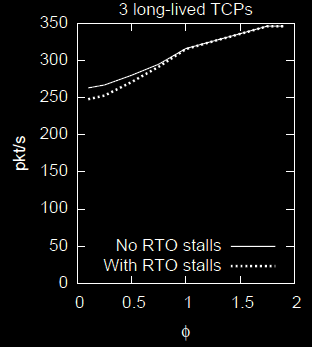 3 long-lived TCPs
350
300
250
200
150
100
50
0
pkt/s
No RTO stalls
With RTO stalls
0 0.5 1 1.5 2
ϕ